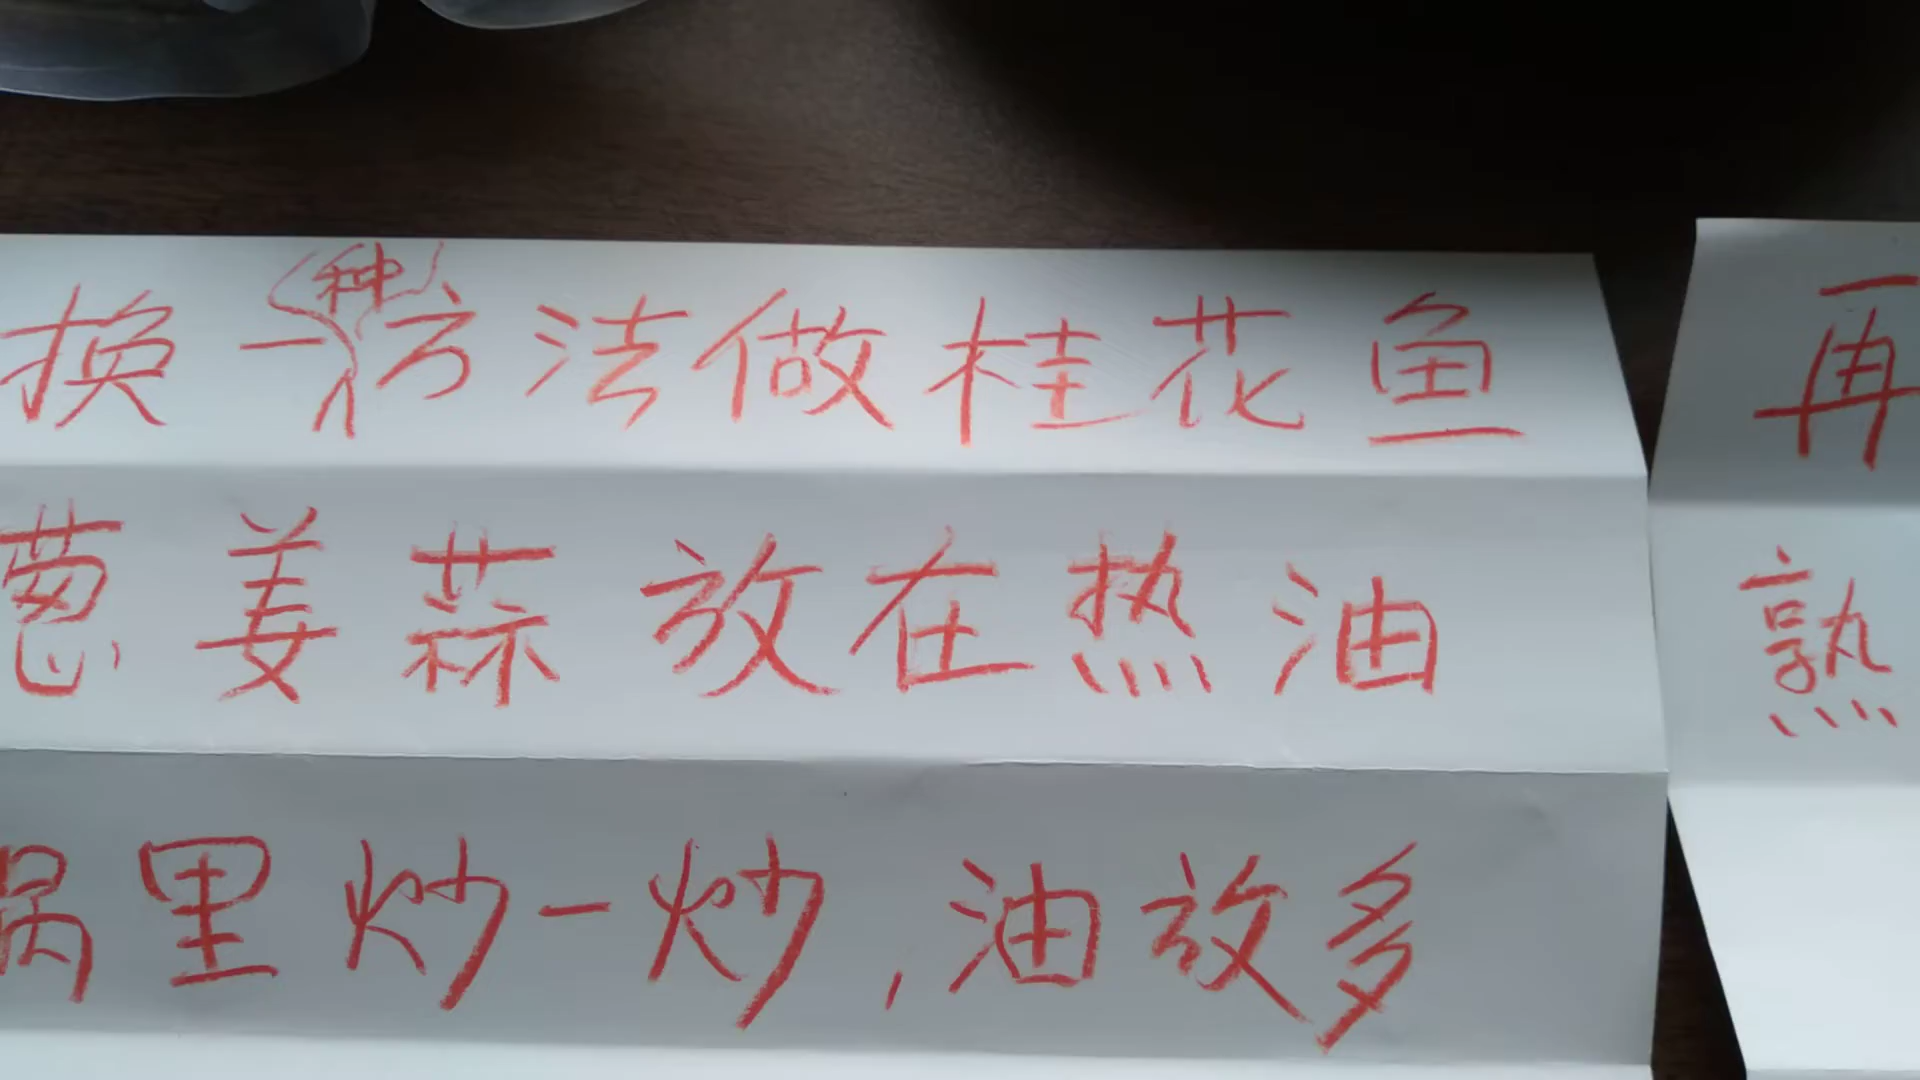 换一种方法做桂花鱼
葱姜蒜放在热油
锅里炒一炒,油放多
再
熟